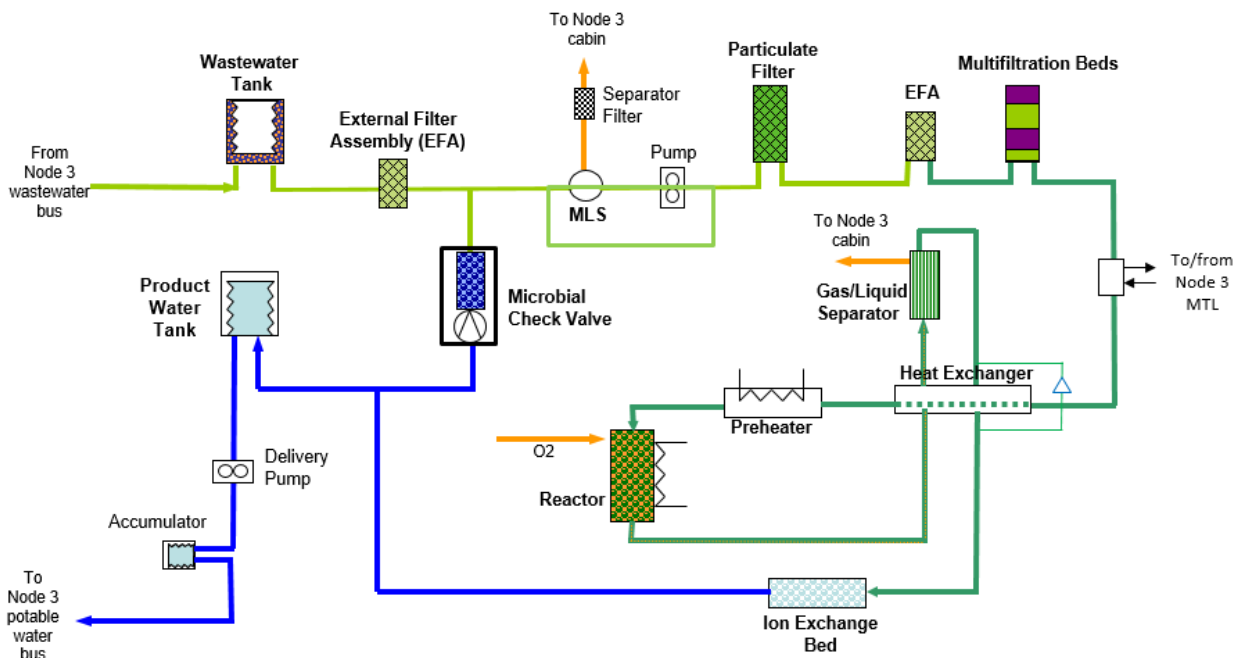 To Node 3
cabin
Wastewater
Tank
Separator
Filter
Particulate
Filter
EFA
Multifiltration Beds
External Filter
Assembly (EFA)
From
Node 3
wastewater
bus
Pump
MLS
To Node 3
cabin
Gas/Liquid
Separator
To/from
Node 3
MTL
Product
Water
Tank
Microbial
Check Valve
Heat Exchanger
Preheater
O2
Reactor
Delivery
Pump
Accumulator
To
Node 3
potable
water
bus
Ion Exchange
Bed